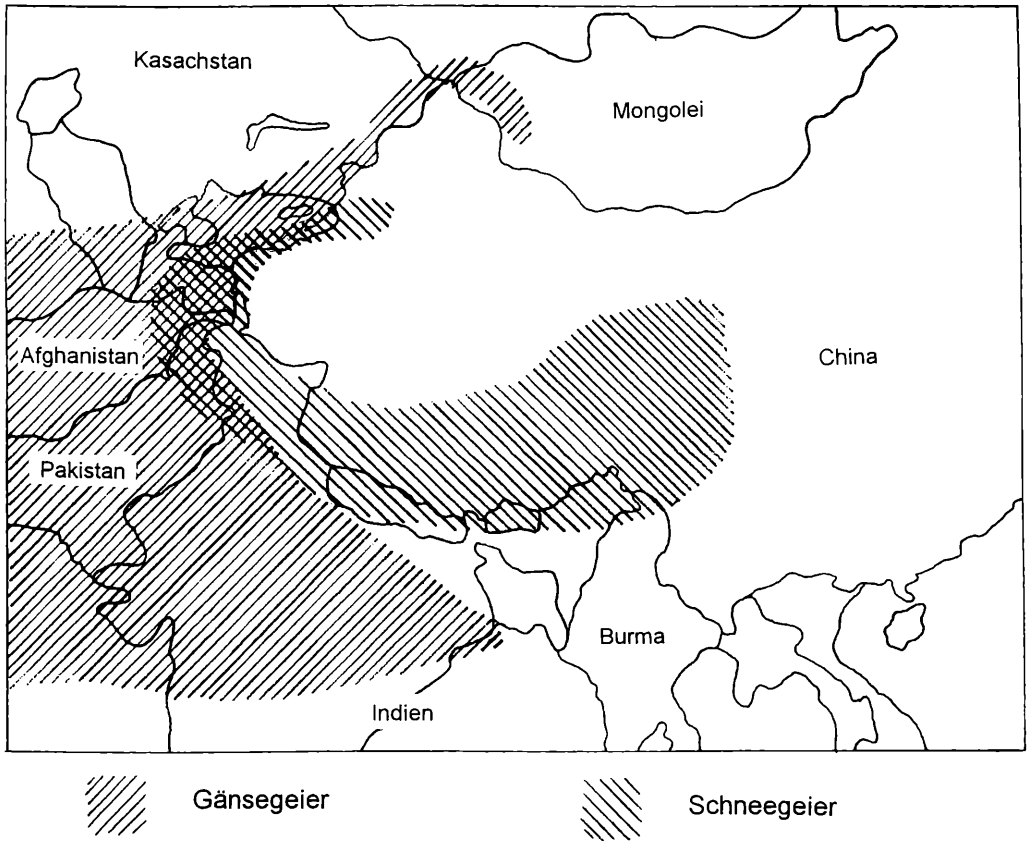 Kasachstan
Mongolei
Afghanistan
China
Pakistan
Burma
Indien
Gänsegeier
Schneegeier